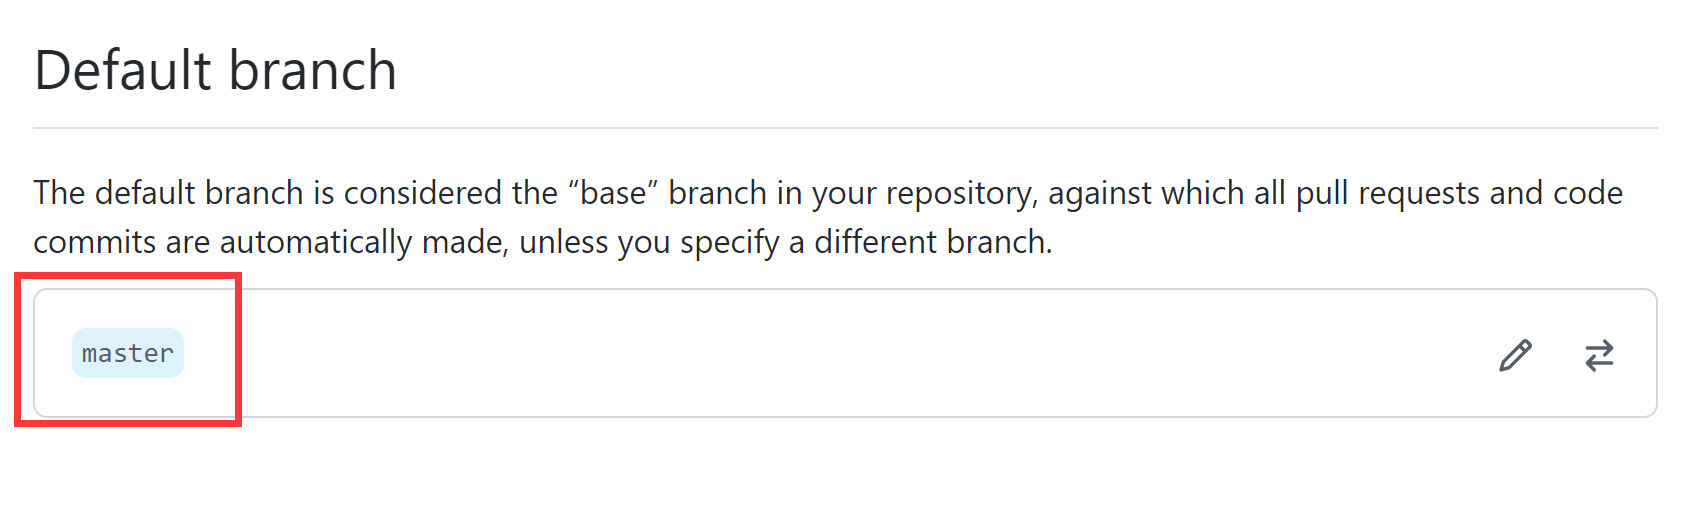 Default branch
The default branch is considered the “base” branch in your repository, against which all pull requests and code
commits are automatically made, unless you specify a different branch.
master